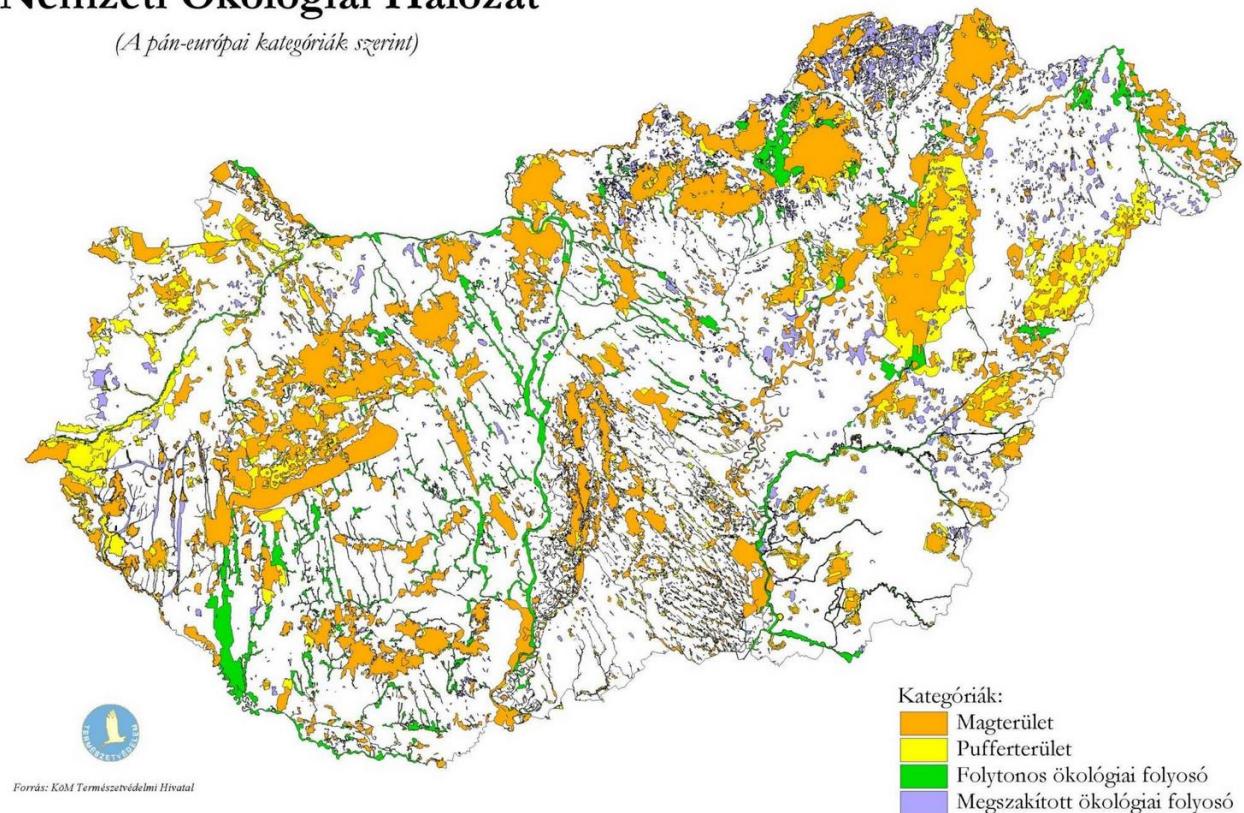 Nemzeti Ökológiai Hálózat
(A pán-európai kategóriák szerint)
Kategóriák:
Magterület
Pufferterület
Folytonos ökológiai folyosó
Megszakított ökológiai folyosó
TERMÉSZETVÉDELEM
Forrás: KöM Természetvédelmi Hivatal